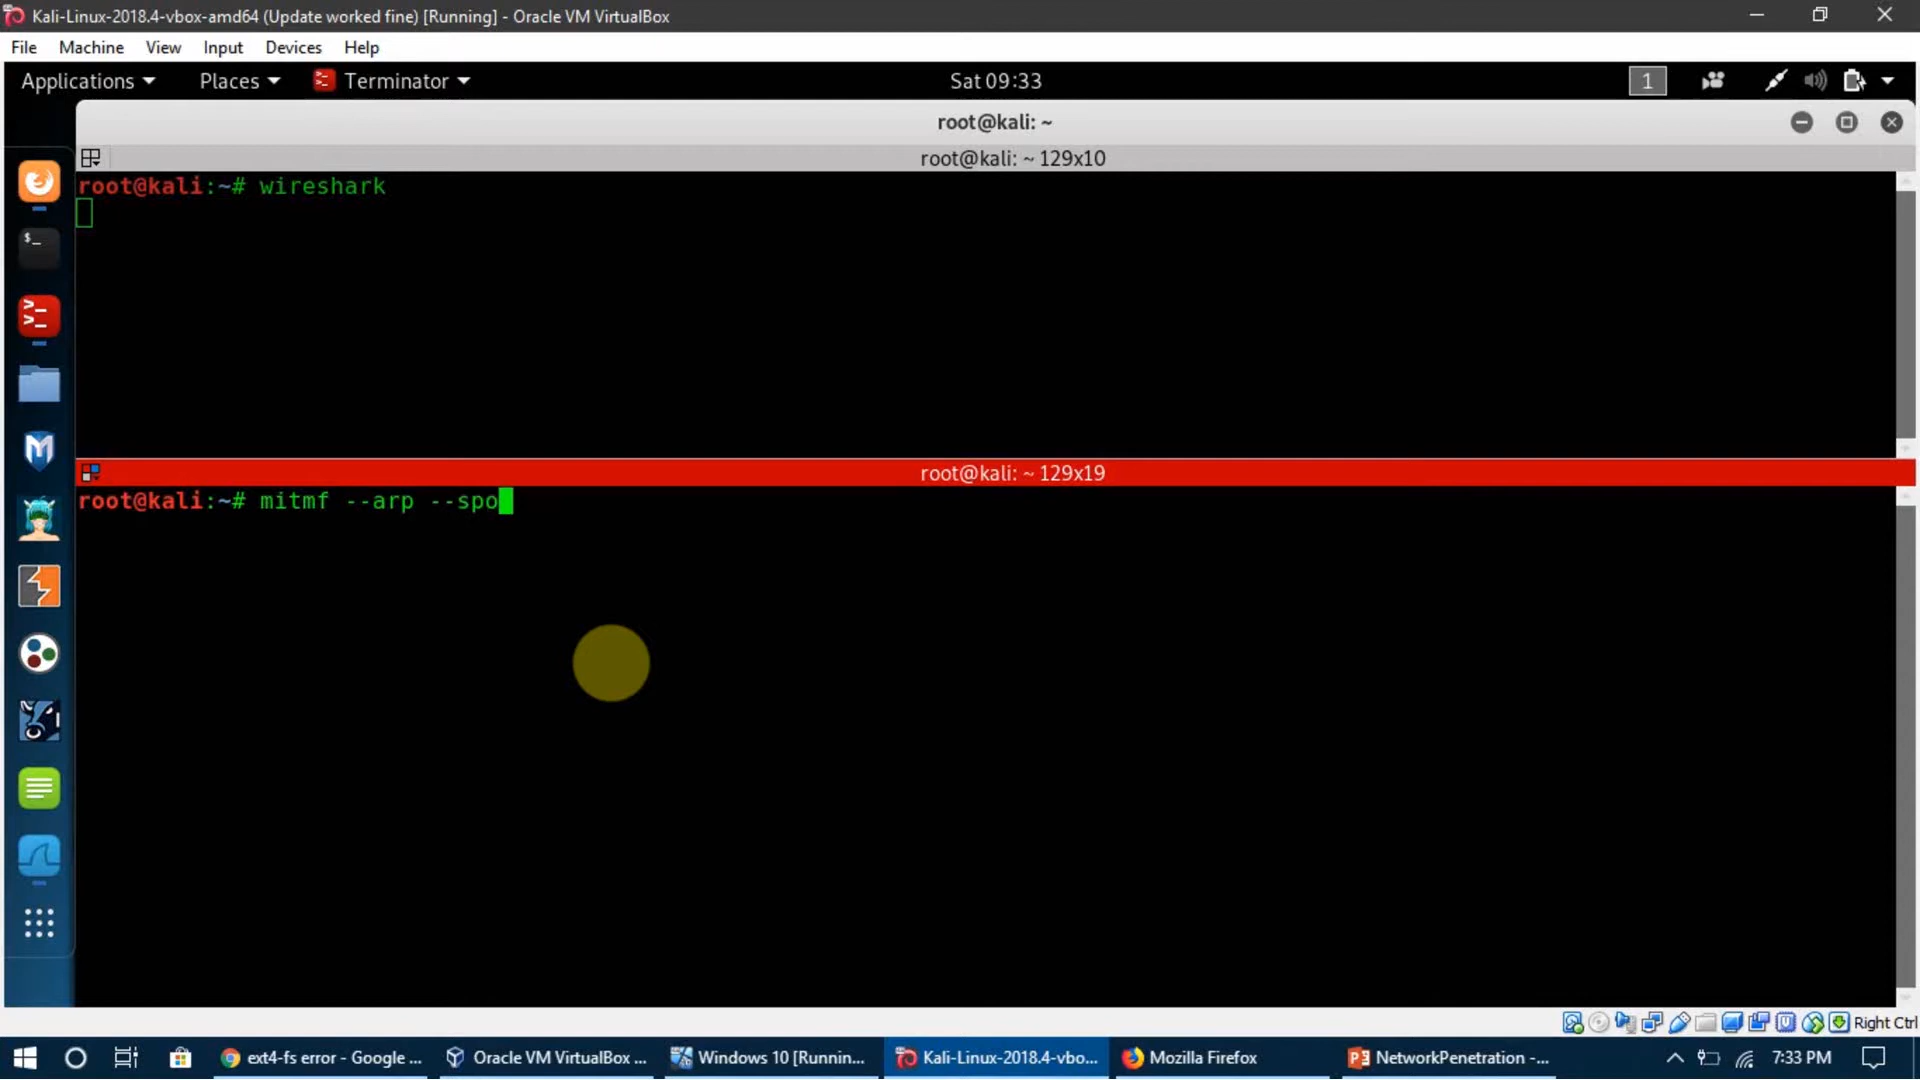 Kali-Linux-2018.4-vbox-amd64 (Update worked fine) [Running] - Oracle VM VirtualBox
File Machine View Input Devices Help
Applications Places Terminator Sat 09:33 1
root@kali: ~
root@kali: ~ 129x10
root@kali:~# wireshark
root@kali: ~ 129x19
root@kali:~# mitmf --arp --spo
Right Ctrl
ext4-fs error - Google ... Oracle VM VirtualBox ... Windows 10 [Runnin... Kali-Linux-2018.4-vbo... Mozilla Firefox NetworkPenetration -... 7:33 PM